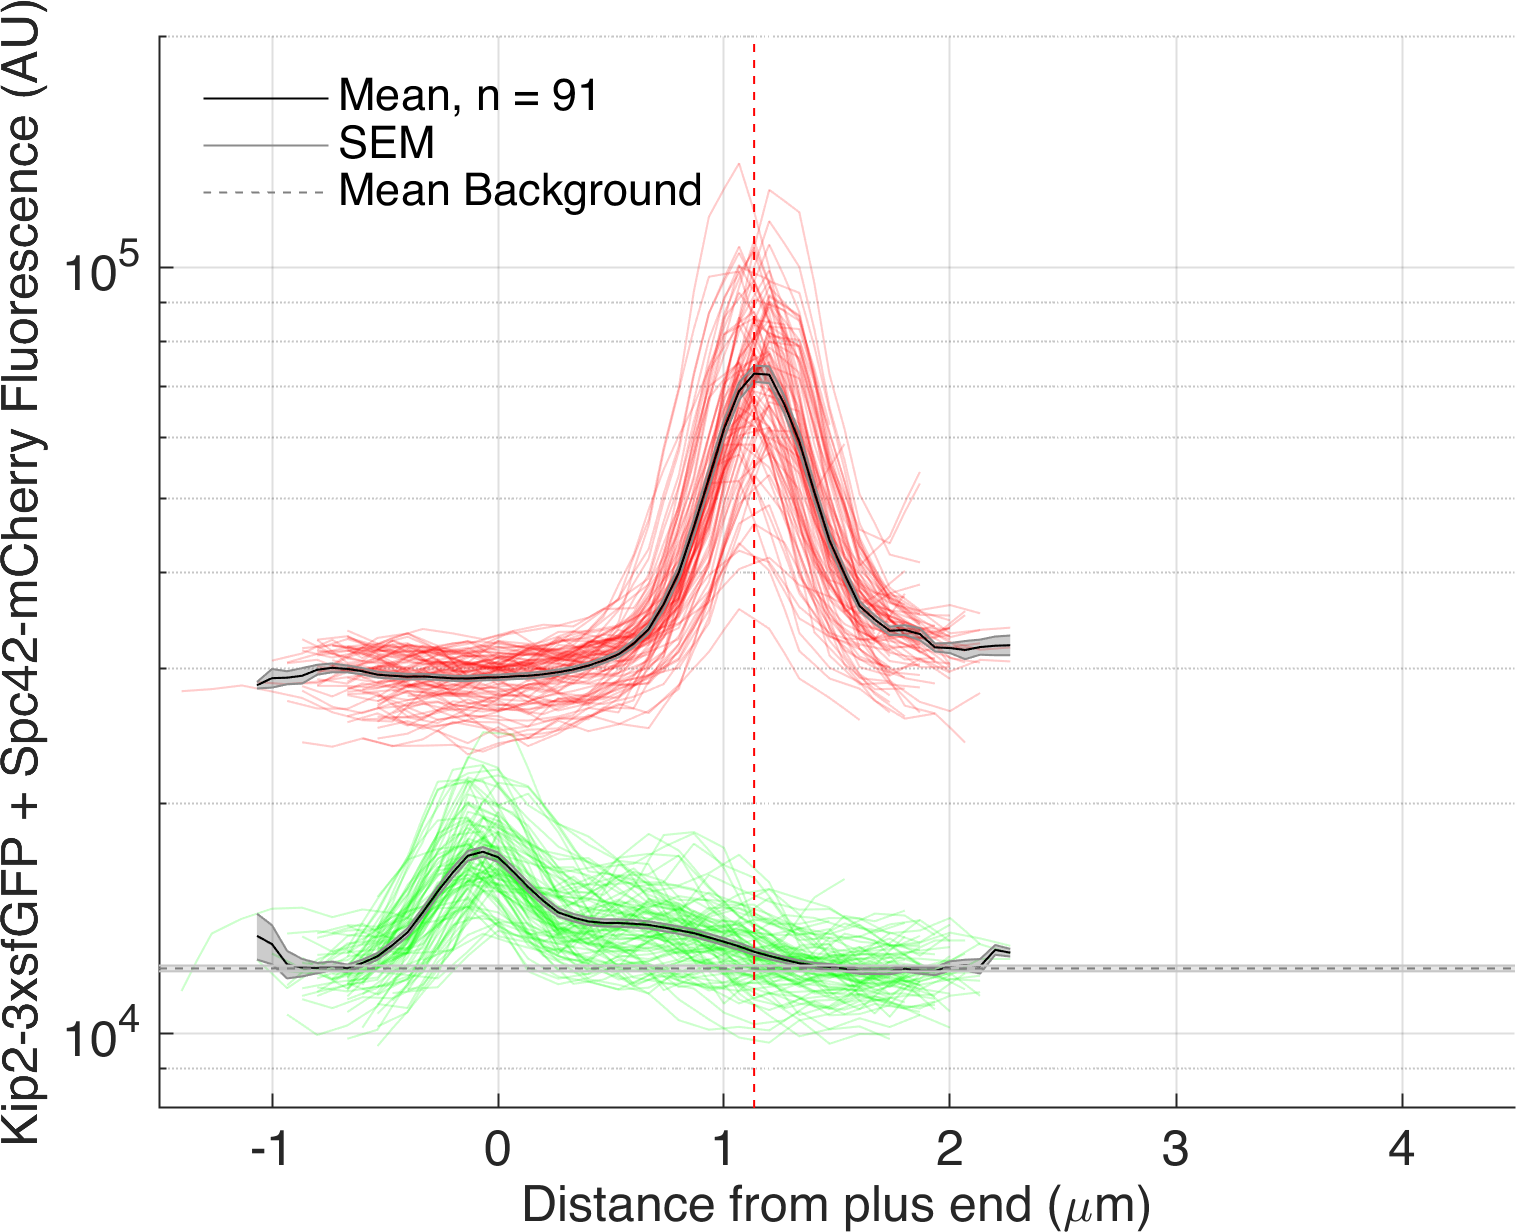 Kip2-3xsfGFP + Spc42-mCherry Fluorescence (AU)
Mean, n = 91
SEM
Mean Background
10^5
10^4
-1 0 1 2 3 4
Distance from plus end (μm)